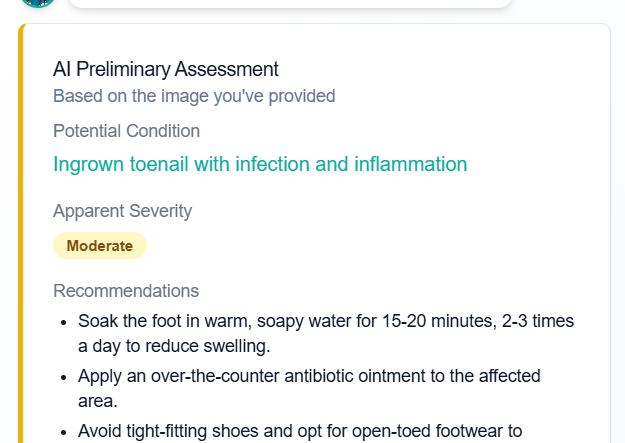 AI Preliminary Assessment
Based on the image you've provided
Potential Condition
Ingrown toenail with infection and inflammation
Apparent Severity
Moderate
Recommendations
• Soak the foot in warm, soapy water for 15-20 minutes, 2-3 times
a day to reduce swelling.
• Apply an over-the-counter antibiotic ointment to the affected
area.
• Avoid tight-fitting shoes and opt for open-toed footwear to